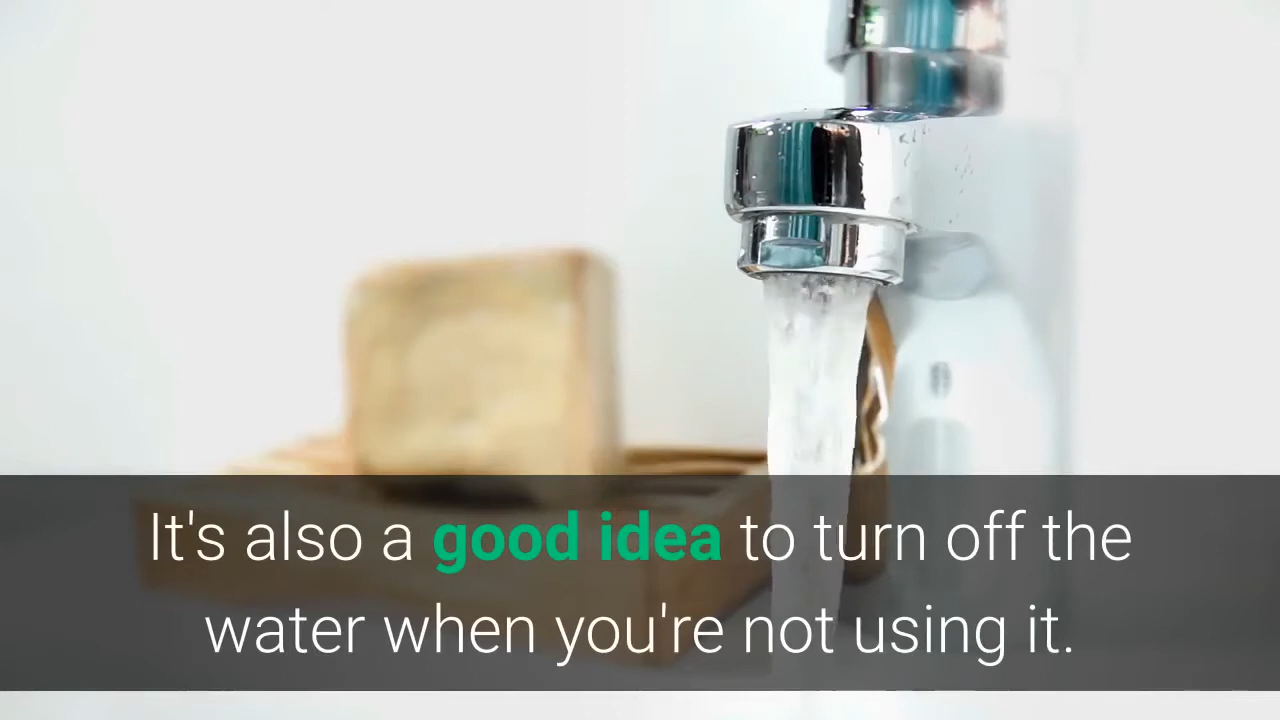 It's also a good idea to turn off the
water when you're not using it.